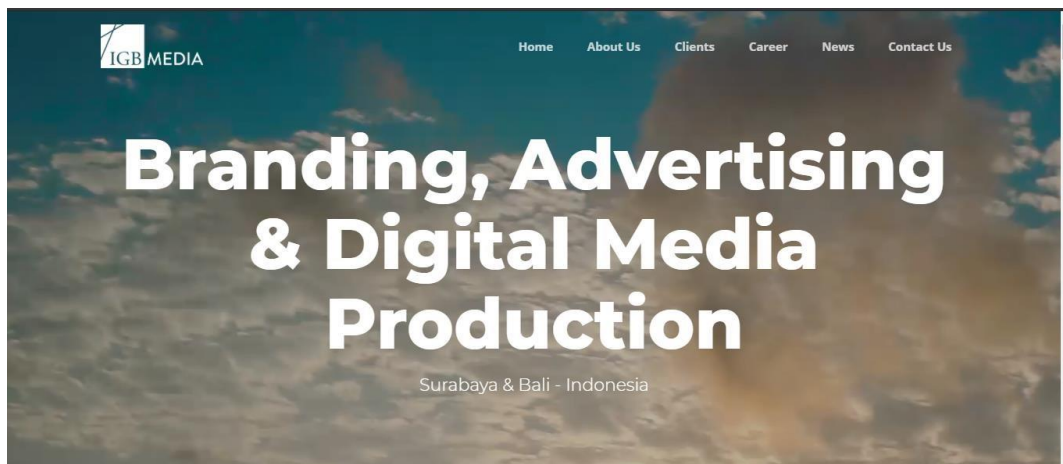 IGB MEDIA
Home About Us Clients Career News Contact Us
Branding, Advertising
& Digital Media
Production
Surabaya & Bali - Indonesia